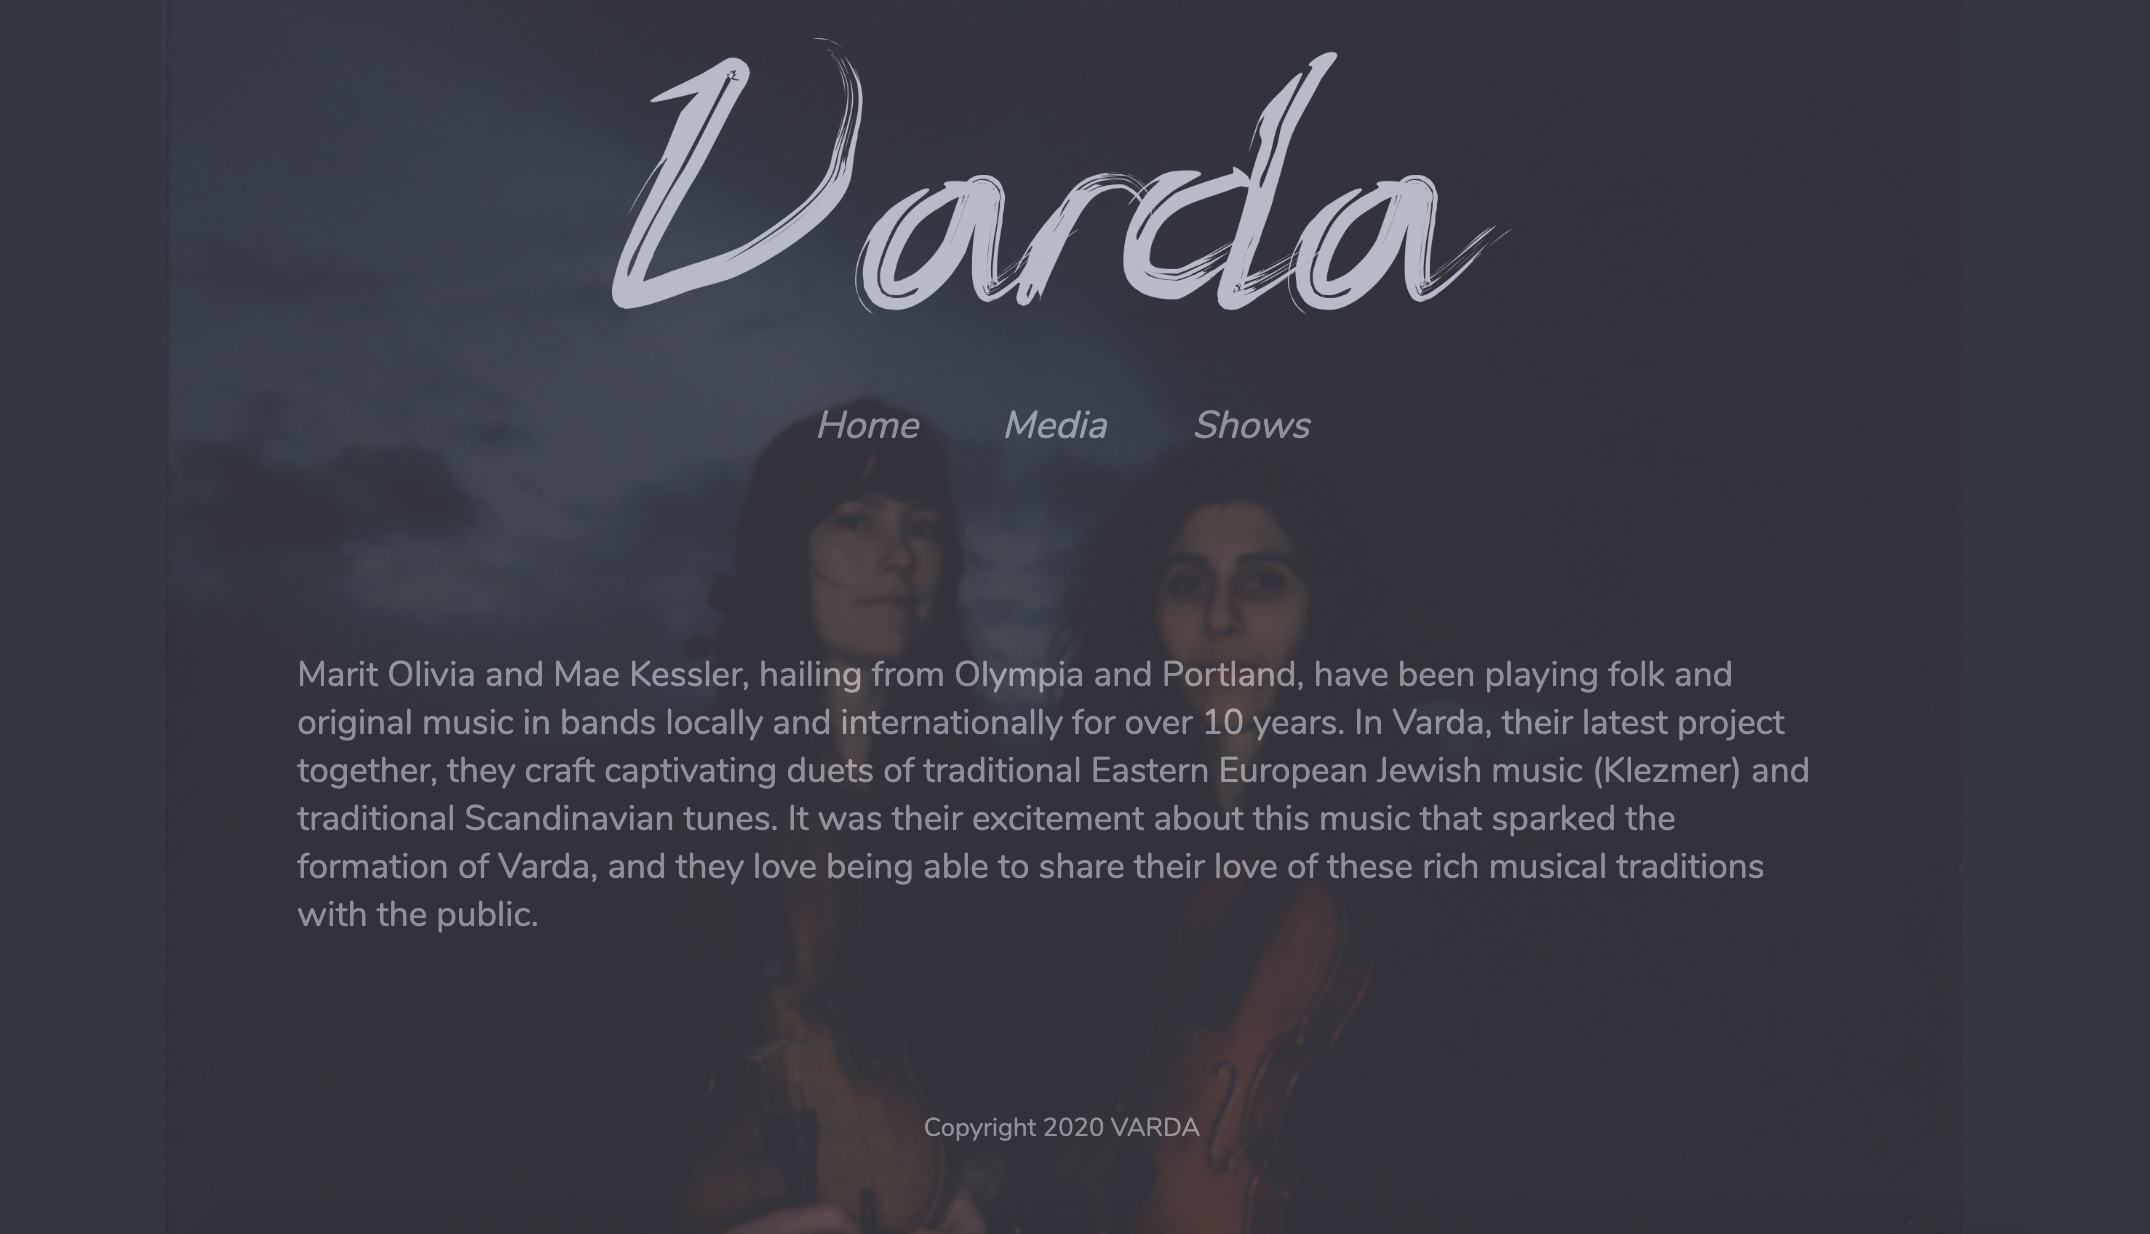 Varda
Home Media Shows
Marit Olivia and Mae Kessler, hailing from Olympia and Portland, have been playing folk and
original music in bands locally and internationally for over 10 years. In Varda, their latest project
together, they craft captivating duets of traditional Eastern European Jewish music (Klezmer) and
traditional Scandinavian tunes. It was their excitement about this music that sparked the
formation of Varda, and they love being able to share their love of these rich musical traditions
with the public.
Copyright 2020 VARDA